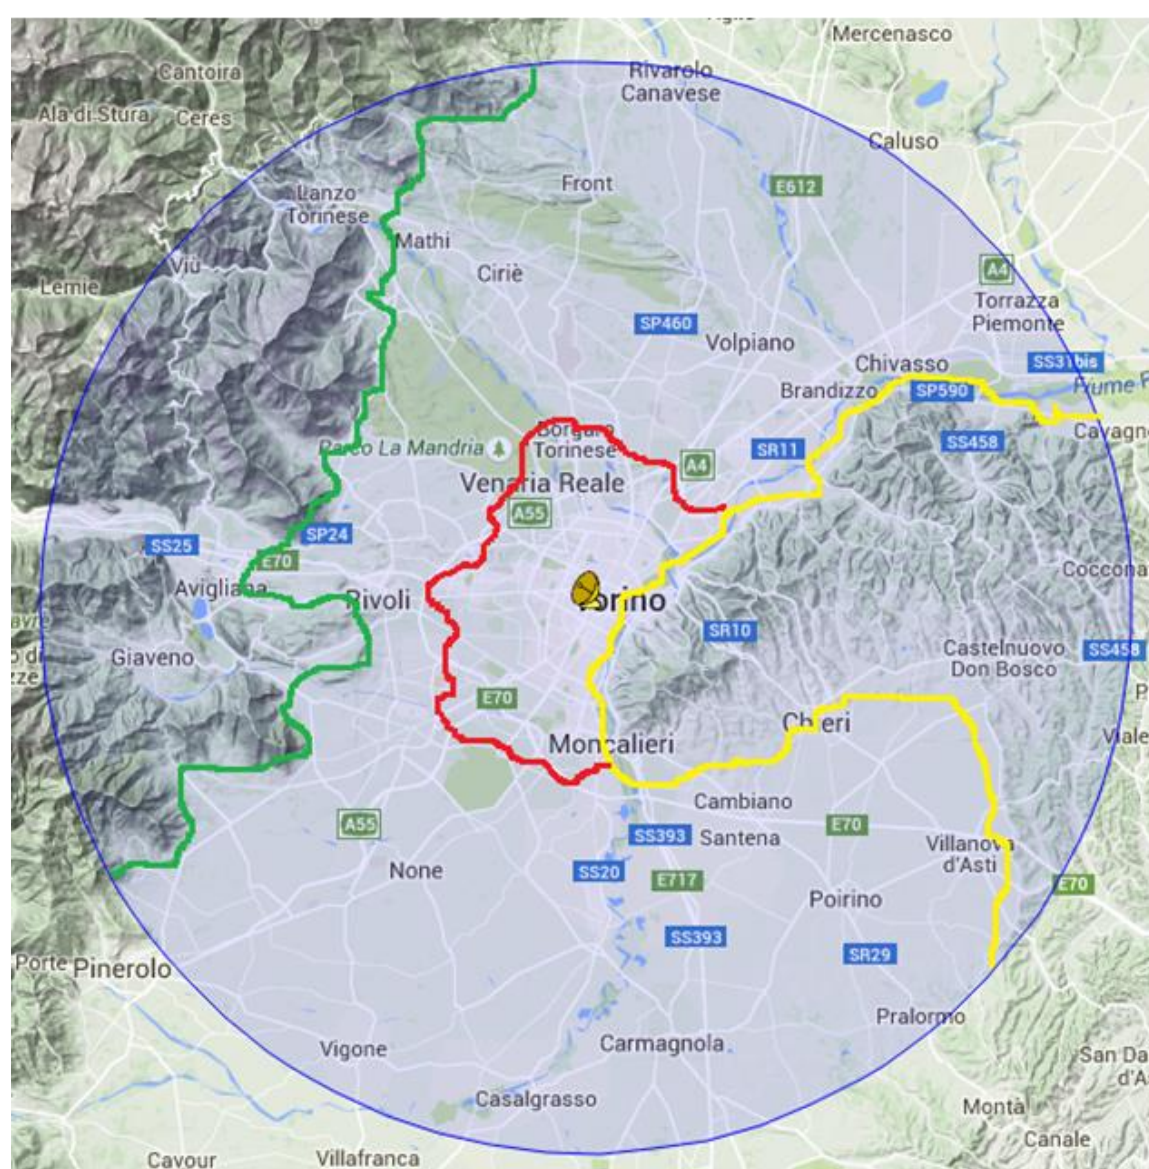 Mercenasco
Rivarolo
Canavese
Cantoira
Ala di Stura
Ceres
Caluso
Front
E612
Lanzo
Torinese
Mathi
Viù
Ciriè
Lemie
A4
Torrazza
Piemonte
SP460
Volpiano
Chivasso
SS31bis
Brandizzo
SP590
Fiume P
Borgaro
Torinese
Cavagn
Parco La Mandria
SR11
SS458
A4
Venaria Reale
A55
SS25
SP24
E70
Coccona
Avigliana
Rivoli
Torino
SR10
Giaveno
Castelnuovo
Don Bosco
SS458
zze
E70
P
Chieri
Viale
Moncalieri
Cambiano
A55
SS393
Santena
E70
Villanova
d'Asti
None
SS20
E717
E70
Poirino
SS393
SR29
Porte
Pinerolo
Pralormo
Vigone
Carmagnola
San Da
d'A
Casalgrasso
Montà
Canale
Cavour
Villafranca